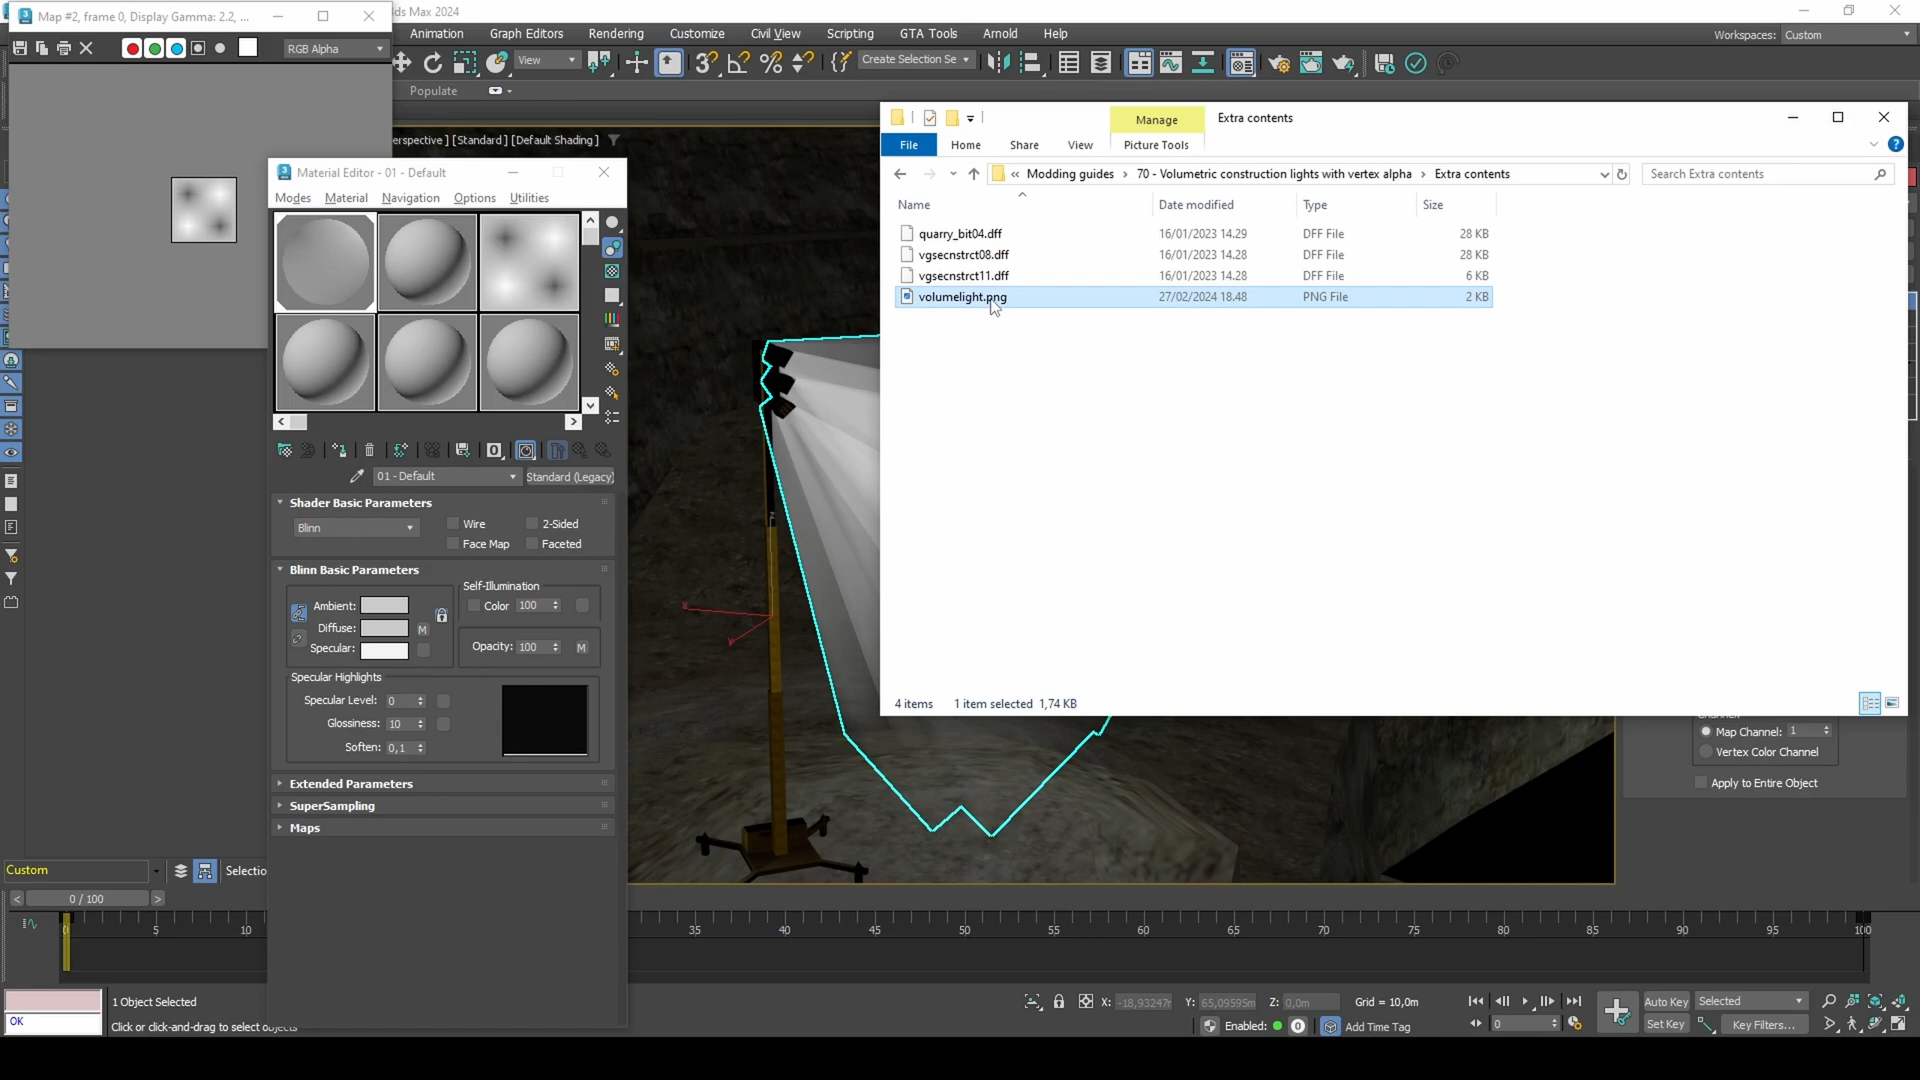 Map #2, frame 0, Display Gamma: 2.2, ...
ds Max 2024
RGB Alpha
Animation
Graph Editors
Rendering
Customize
Civil View
Scripting
GTA Tools
Arnold
Help
Workspaces: Custom
View
Create Selection Se
Populate
erspective ] [Standard ] [Default Shading ]
Material Editor - 01 - Default
Modes
Material
Navigation
Options
Utilities
01 - Default
Standard (Legacy)
Shader Basic Parameters
Blinn
Wire
2-Sided
Face Map
Faceted
Blinn Basic Parameters
Self-Illumination
Ambient:
Color 100
Diffuse:
M
Specular:
Opacity: 100
M
Specular Highlights
Specular Level: 0
Glossiness: 10
Soften: 0,1
Extended Parameters
SuperSampling
Maps
Manage
Extra contents
File
Home
Share
View
Picture Tools
« Modding guides › 70 - Volumetric construction lights with vertex alpha › Extra contents
Search Extra contents
Name
Date modified
Type
Size
quarry_bit04.dff 16/01/2023 14.29 DFF File 28 KB
vgsecnstrct08.dff 16/01/2023 14.28 DFF File 28 KB
vgsecnstrct11.dff 16/01/2023 14.28 DFF File 6 KB
volumelight.png 27/02/2024 18.48 PNG File 2 KB
4 items 1 item selected 1,74 KB
Map Channel: 1
Vertex Color Channel
Apply to Entire Object
Custom
Selectio
0 / 100
0 5 10 35 40 45 50 55 60 65 70 75 80 85 90 95 100
OK
1 Object Selected
Click or click-and-drag to select objects
X: -18,93247m
Y: 65,09595m
Z: 0,0m
Grid = 10,0m
Enabled:
0
Add Time Tag
0
Auto Key
Selected
Set Key
Key Filters...